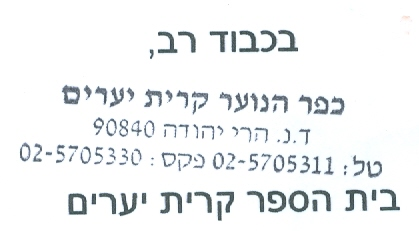 בכבוד רב,
כפר הנוער קרית יערים
ד.נ. הרי יהודה 90840
טל: 02-5705311 פקס: 02-5705330
בית הספר קרית יערים